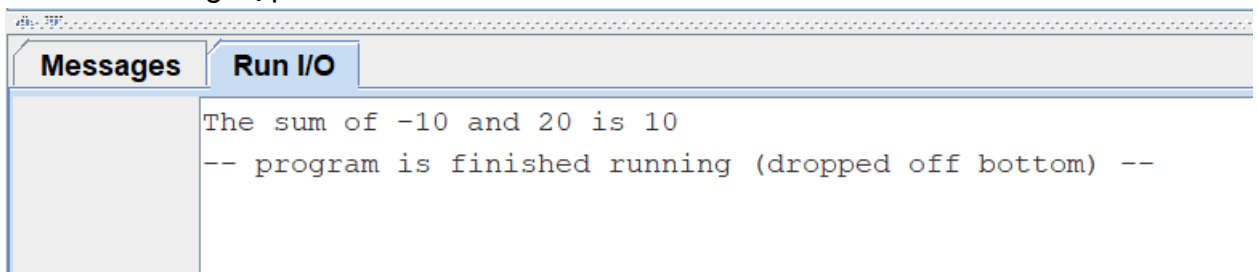 Messages Run I/O
The sum of -10 and 20 is 10
-- program is finished running (dropped off bottom) --